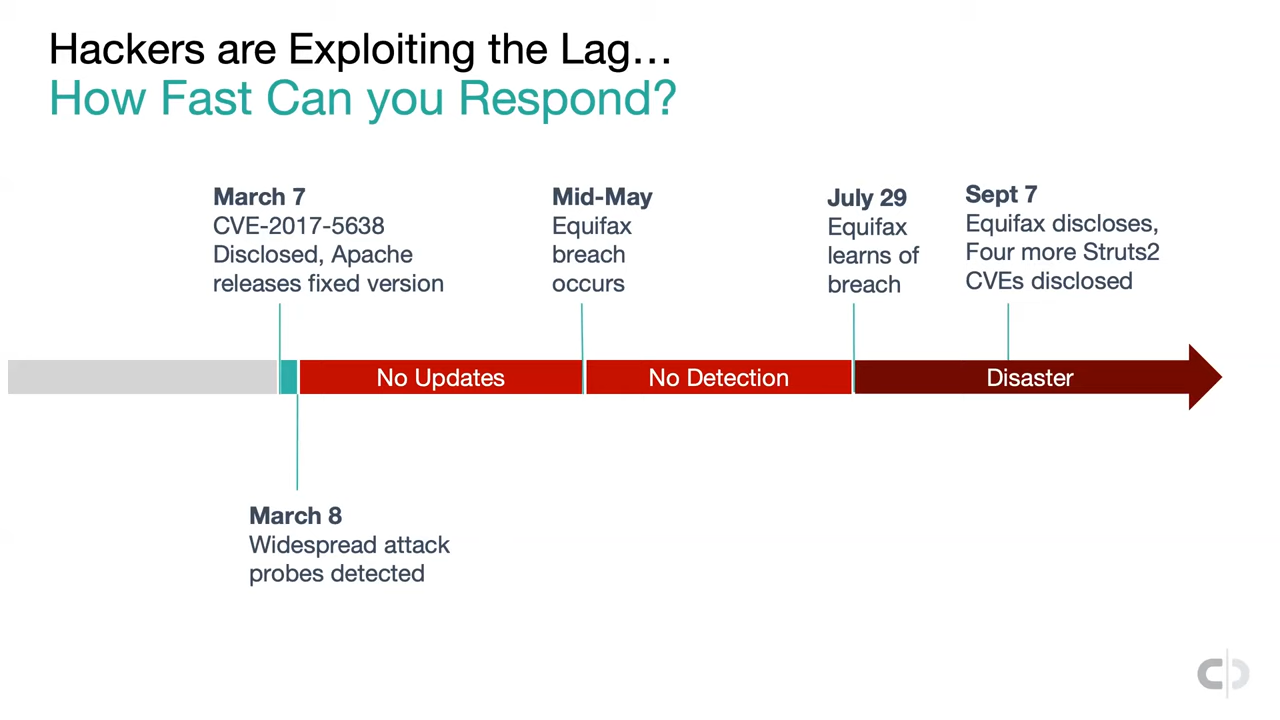 Hackers are Exploiting the Lag…
How Fast Can you Respond?
March 7
CVE-2017-5638
Disclosed, Apache
releases fixed version
Mid-May
Equifax
breach
occurs
July 29
Equifax
learns of
breach
Sept 7
Equifax discloses,
Four more Struts2
CVEs disclosed
No Updates
No Detection
Disaster
March 8
Widespread attack
probes detected